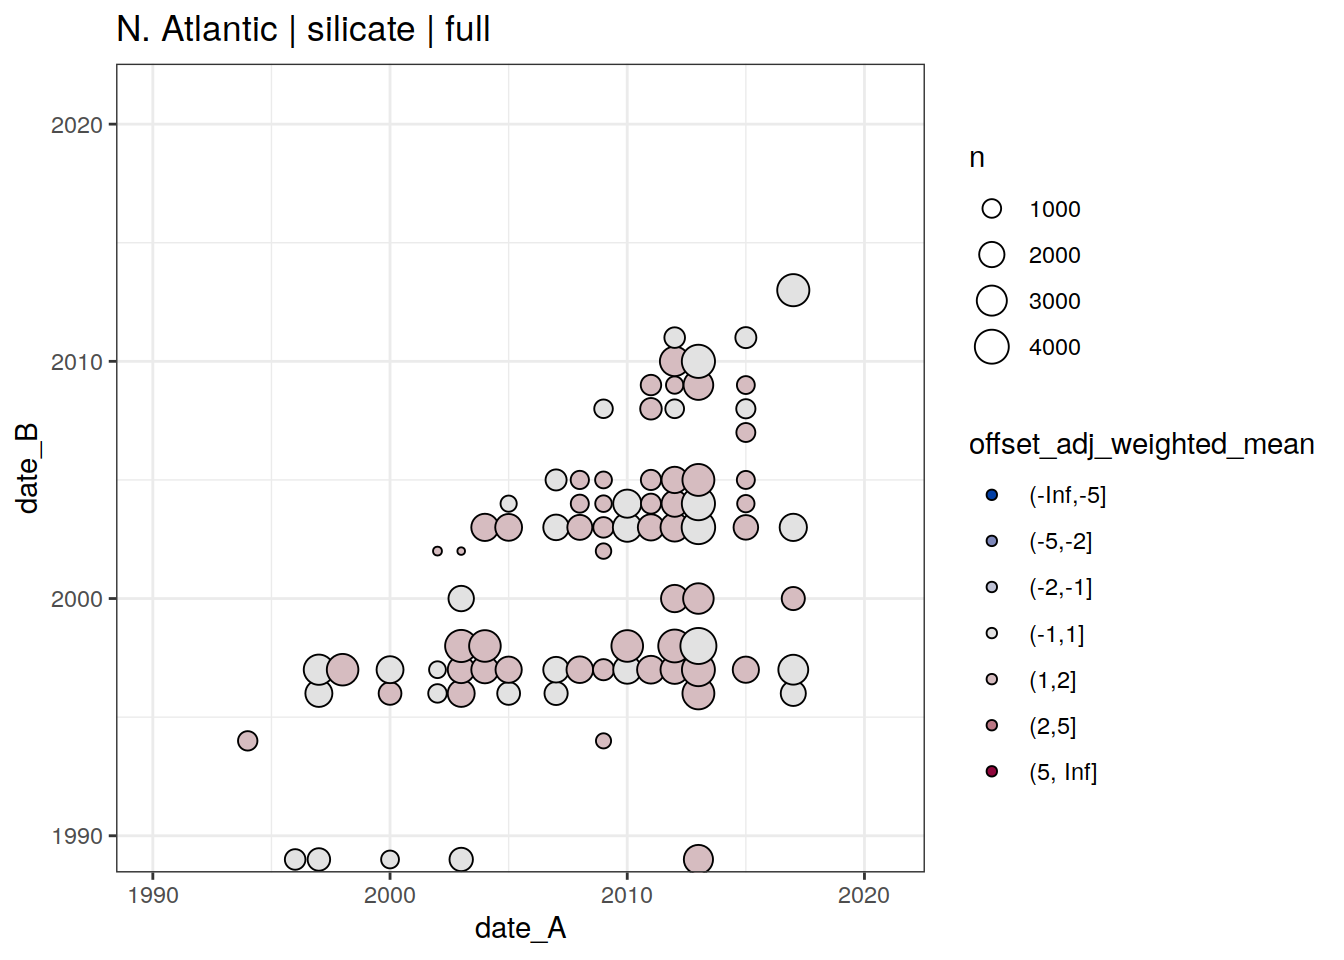 N. Atlantic | silicate | full
2020
2010
2000
1990
date_B
1990
2000
2010
2020
date_A
n
1000
2000
3000
4000
offset_adj_weighted_mean
(-Inf,-5]
(-5,-2]
(-2,-1]
(-1,1]
(1,2]
(2,5]
(5, Inf]